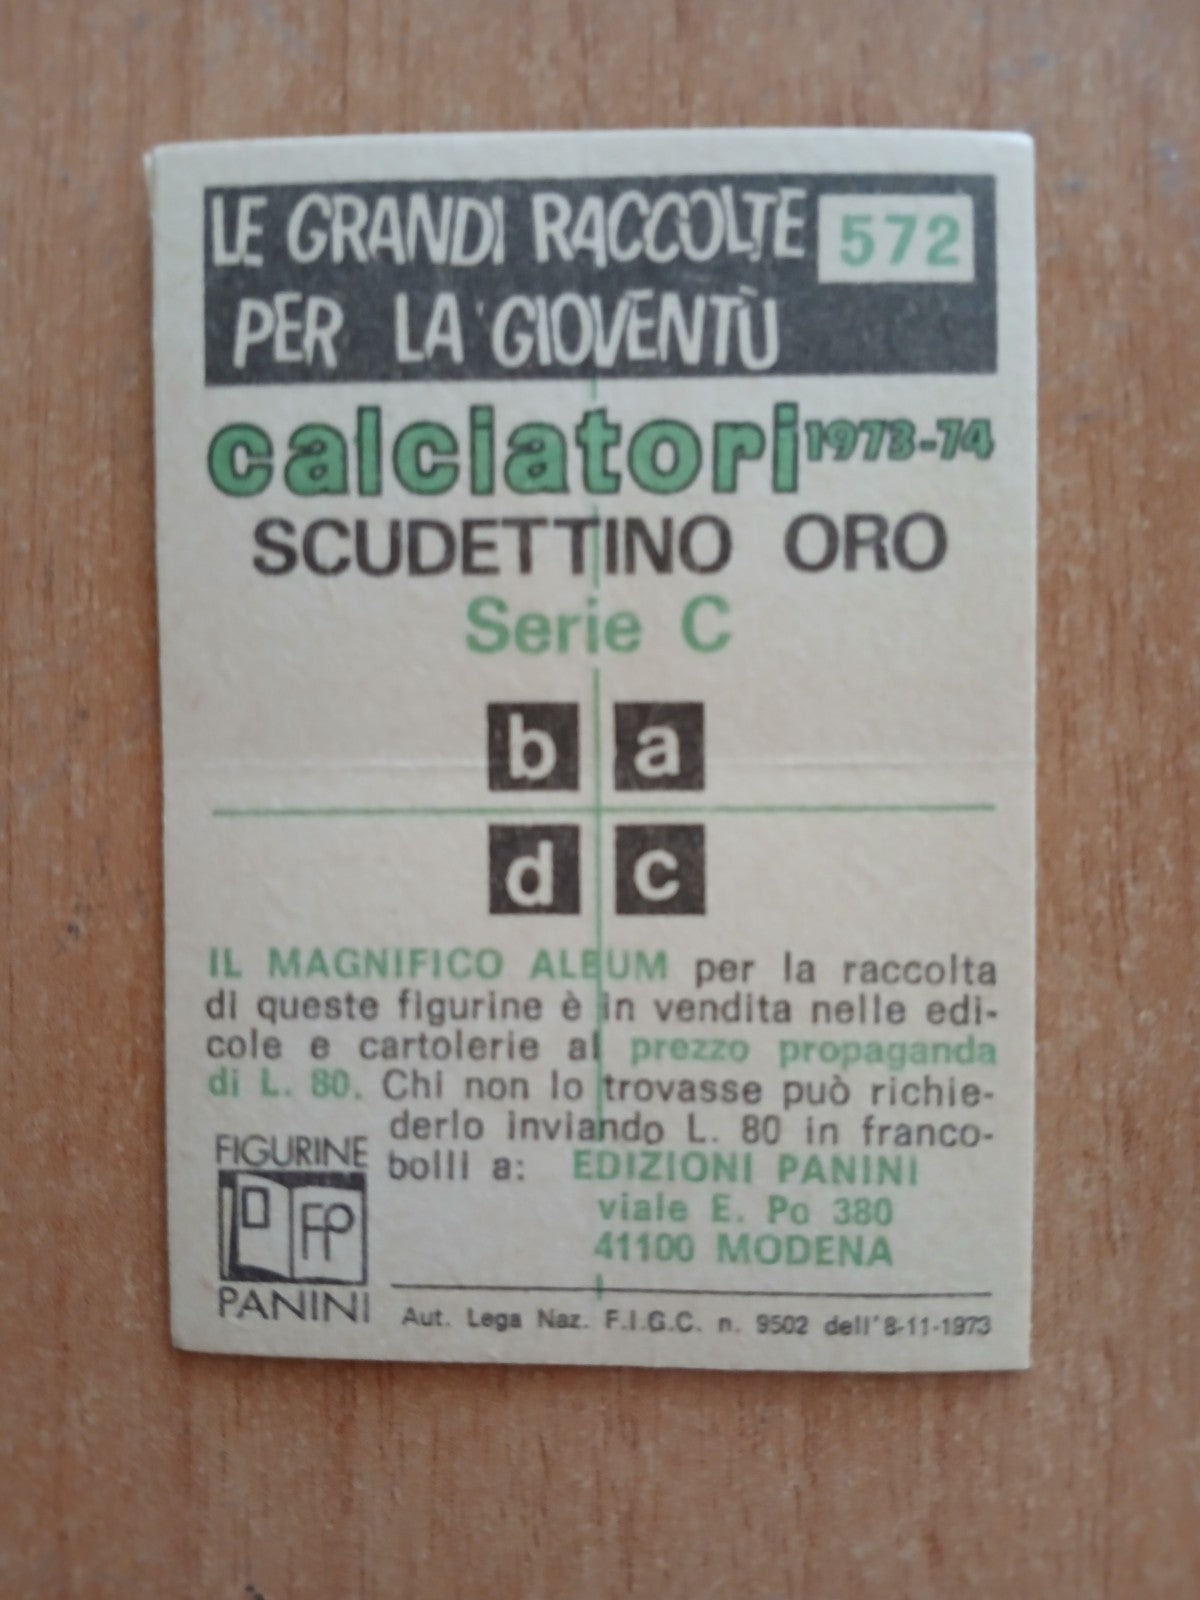 LE GRANDI RACCOLTE 572
PER LA GIOVENTÙ
calciatori 1973-74
SCUDETTINO ORO
Serie C
b a
d c
IL MAGNIFICO ALBUM per la raccolta
di queste figurine è in vendita nelle edi-
cole e cartolerie al prezzo propaganda
di L. 80. Chi non lo trovasse può richie-
derlo inviando L. 80 in franco-
bolli a: EDIZIONI PANINI
viale E. Po 380
41100 MODENA
FIGURINE
FP
PANINI
Aut. Lega Naz. F.I.G.C. n. 9502 dell'8-11-1973